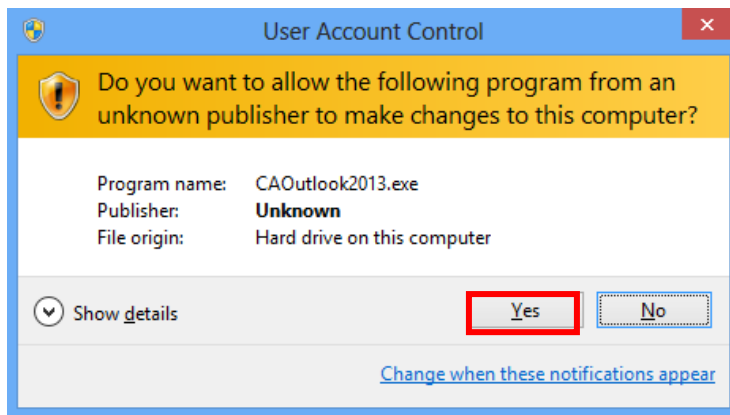 User Account Control
Do you want to allow the following program from an
unknown publisher to make changes to this computer?
Program name: CAOutlook2013.exe
Publisher: Unknown
File origin: Hard drive on this computer
Show details Yes No
Change when these notifications appear